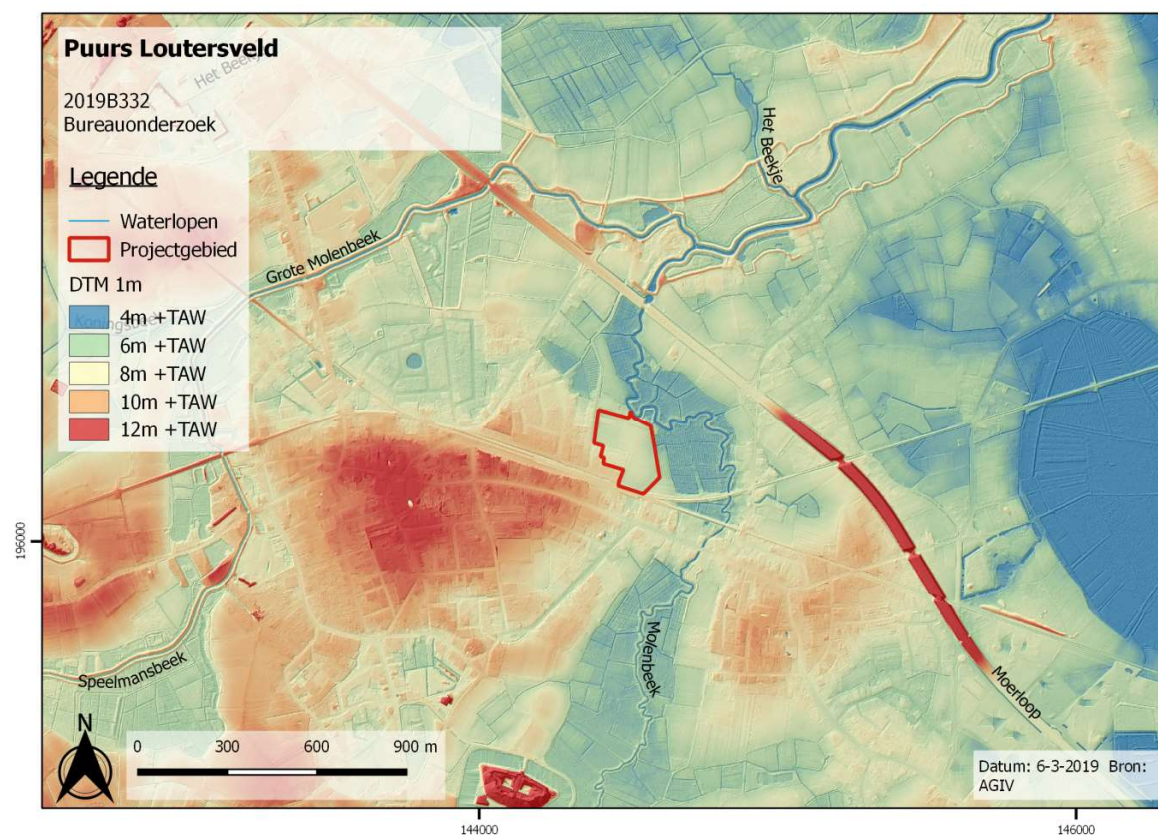 Puurs Loutersveld
2019B332
Bureauonderzoek
Het Beekje
Legende
Waterlopen
Projectgebied
DTM 1m
4m +TAW
6m +TAW
8m +TAW
10m +TAW
12m +TAW
Grote Molenbeek
Het Beekje
Speelmansbeek
Molenbeek
Moerloop
N
0 300 600 900 m
Datum: 6-3-2019 Bron:
AGIV
196000
144000
146000